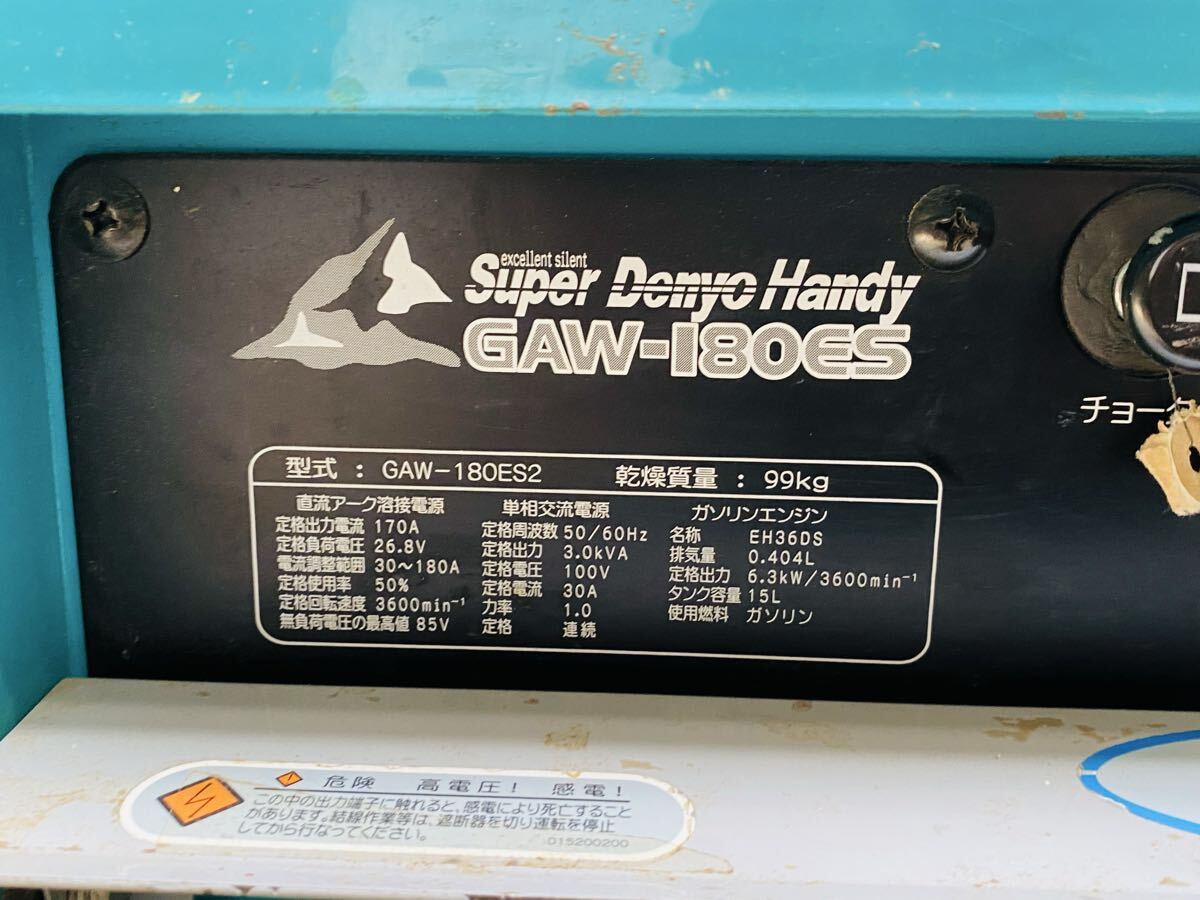 excellent silent
Super Denyo Handy
GAW-180ES
チョーク
型式 : GAW-180ES2 乾燥質量 : 99kg
直流アーク溶接電源
定格出力電流 170A
定格負荷電圧 26.8V
電流調整範囲 30~180A
定格使用率 50%
定格回転速度 3600min⁻¹
無負荷電圧の最高値 85V
単相交流電源
定格周波数 50/60Hz
定格出力 3.0kVA
定格電圧 100V
定格電流 30A
力率 1.0
定格 連続
ガソリンエンジン
名称 EH36DS
排気量 0.404L
定格出力 6.3kW/3600min⁻¹
タンク容量 15L
使用燃料 ガソリン
危険 高電圧! 感電!
この中の出力端子に触れると、感電により死亡すること
があります。結線作業等は、遮断器を切り運転を停止
してから行なってください。
015200200